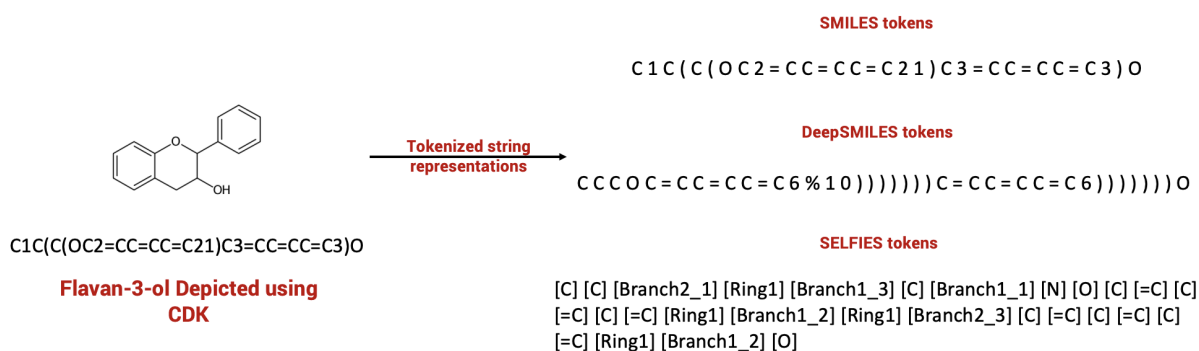 O
OH
C1C(C(OC2=CC=CC=C21)C3=CC=CC=C3)O
Flavan-3-ol Depicted using
CDK
Tokenized string
representations
SMILES tokens
C 1 C ( C ( O C 2 = C C = C C = C 2 1 ) C 3 = C C = C C = C 3 ) O
DeepSMILES tokens
C C C O C = C C = C C = C 6 % 1 0 ) ) ) ) ) ) ) C = C C = C C = C 6 ) ) ) ) ) ) ) O
SELFIES tokens
[C] [C] [Branch2_1] [Ring1] [Branch1_3] [C] [Branch1_1] [N] [O] [C] [=C] [C]
[=C] [C] [=C] [Ring1] [Branch1_2] [Ring1] [Branch2_3] [C] [=C] [C] [=C] [C]
[=C] [Ring1] [Branch1_2] [O]